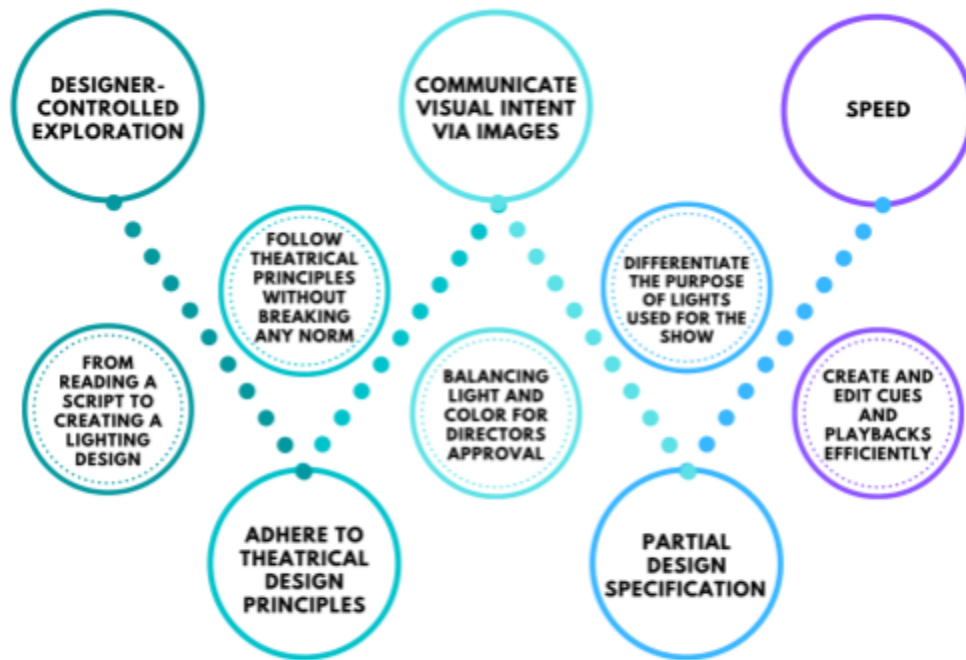 DESIGNER-
CONTROLLED
EXPLORATION
FROM
READING A
SCRIPT TO
CREATING A
LIGHTING
DESIGN
FOLLOW
THEATRICAL
PRINCIPLES
WITHOUT
BREAKING
ANY NORM
ADHERE TO
THEATRICAL
DESIGN
PRINCIPLES
COMMUNICATE
VISUAL INTENT
VIA IMAGES
BALANCING
LIGHT AND
COLOR FOR
DIRECTORS
APPROVAL
DIFFERENTIATE
THE PURPOSE
OF LIGHTS
USED FOR THE
SHOW
PARTIAL
DESIGN
SPECIFICATION
SPEED
CREATE AND
EDIT CUES
AND
PLAYBACKS
EFFICIENTLY